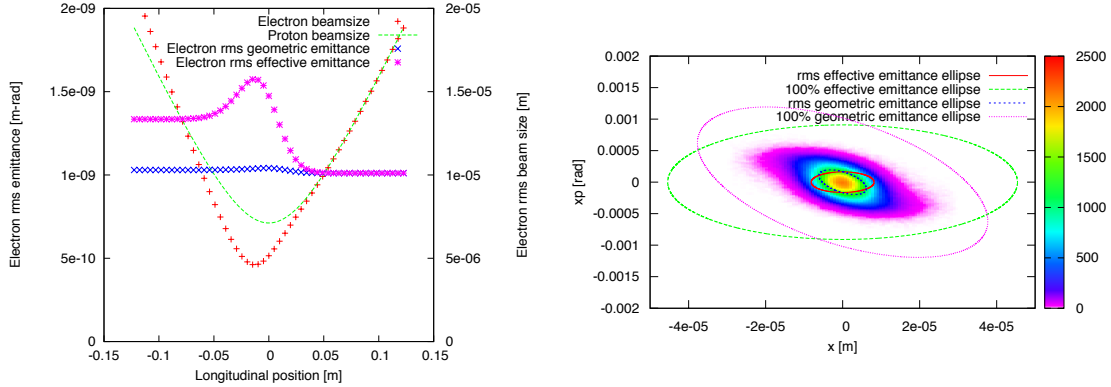 2e-09
1.5e-09
1e-09
5e-10
0
Electron rms emittance [m-rad]
-0.15
-0.1
-0.05
0
0.05
0.1
0.15
Longitudinal position [m]
2e-05
1.5e-05
1e-05
5e-06
0
Electron rms beam size [m]
Electron beamsize
Proton beamsize
Electron rms geometric emittance
Electron rms effective emittance
0.002
0.0015
0.001
0.0005
0
-0.0005
-0.001
-0.0015
-0.002
xp [rad]
-4e-05
-2e-05
0
2e-05
4e-05
x [m]
rms effective emittance ellipse
100% effective emittance ellipse
rms geometric emittance ellipse
100% geometric emittance ellipse
2500
2000
1500
1000
500
0